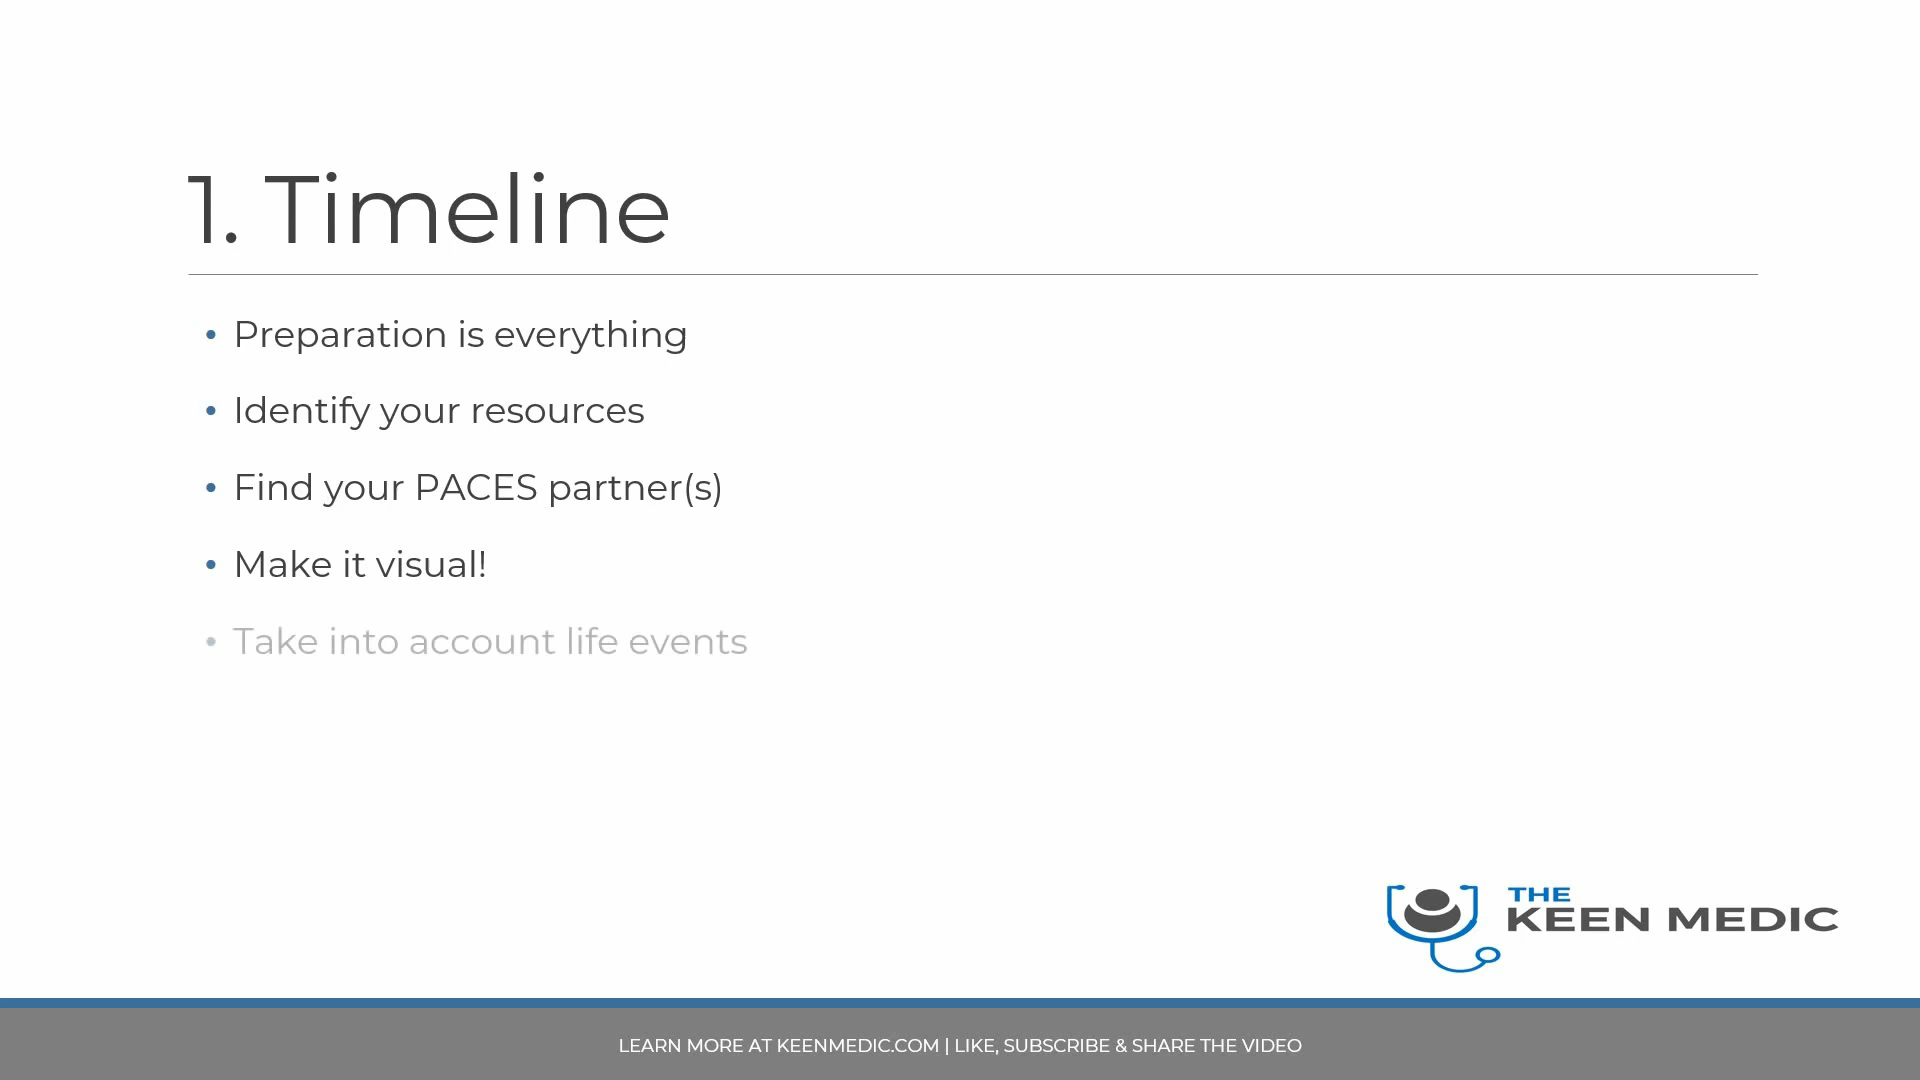 1. Timeline
• Preparation is everything
• Identify your resources
• Find your PACES partner(s)
• Make it visual!
• Take into account life events
THE
KEEN MEDIC
LEARN MORE AT KEENMEDIC.COM | LIKE, SUBSCRIBE & SHARE THE VIDEO